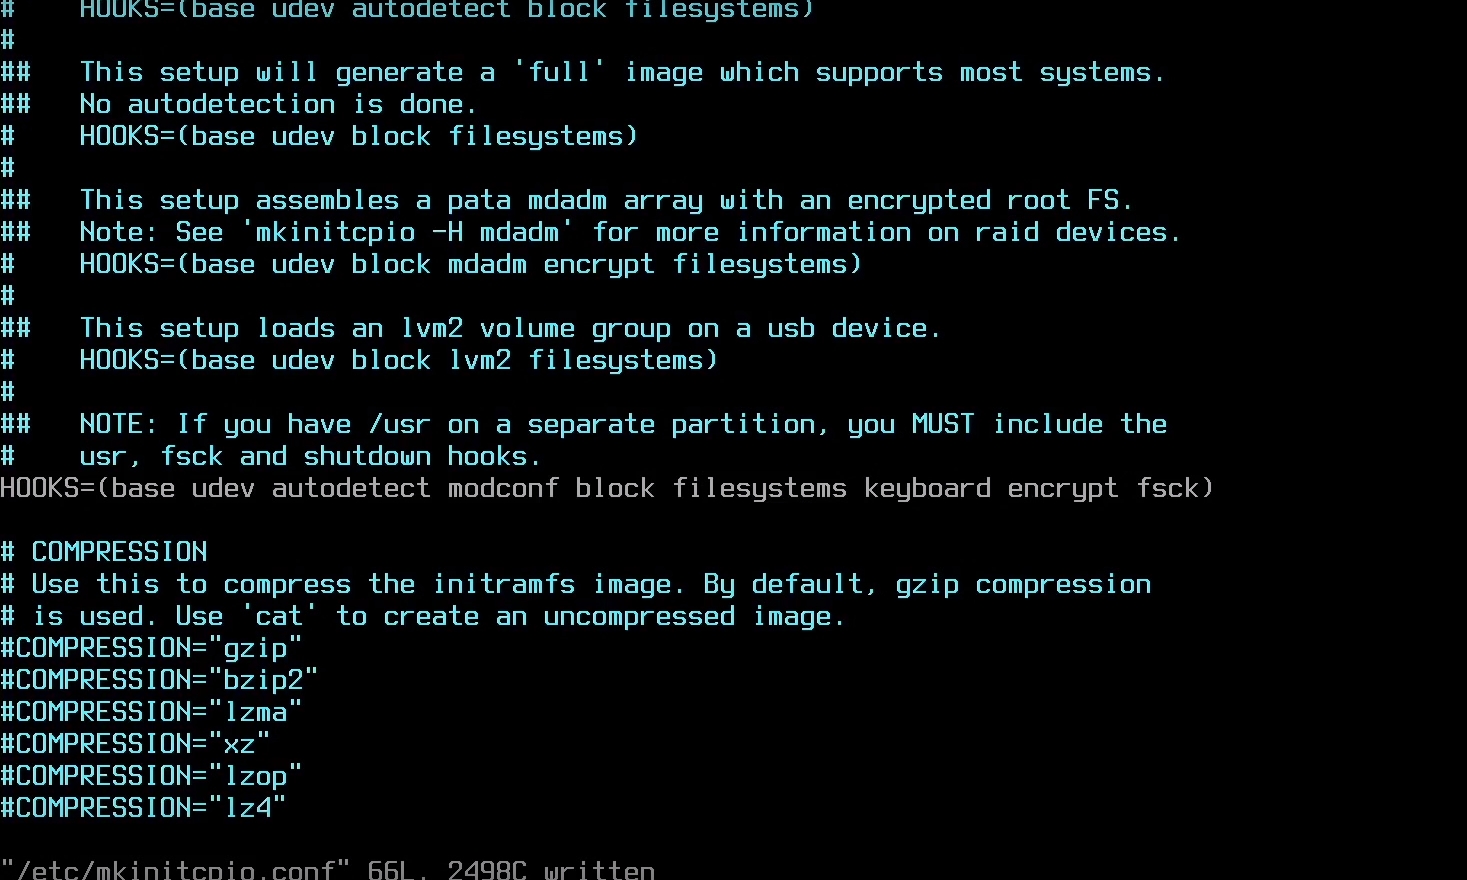 #    HOOKS=(base udev autodetect block filesystems)
#
##   This setup will generate a 'full' image which supports most systems.
##   No autodetection is done.
#    HOOKS=(base udev block filesystems)
#
##   This setup assembles a pata mdadm array with an encrypted root FS.
##   Note: See 'mkinitcpio -H mdadm' for more information on raid devices.
#    HOOKS=(base udev block mdadm encrypt filesystems)
#
##   This setup loads an lvm2 volume group on a usb device.
#    HOOKS=(base udev block lvm2 filesystems)
#
##   NOTE: If you have /usr on a separate partition, you MUST include the
#    usr, fsck and shutdown hooks.
HOOKS=(base udev autodetect modconf block filesystems keyboard encrypt fsck)

# COMPRESSION
# Use this to compress the initramfs image. By default, gzip compression
# is used. Use 'cat' to create an uncompressed image.
#COMPRESSION="gzip"
#COMPRESSION="bzip2"
#COMPRESSION="lzma"
#COMPRESSION="xz"
#COMPRESSION="lzop"
#COMPRESSION="lz4"

"/etc/mkinitcpio.conf" 66L, 2498C written